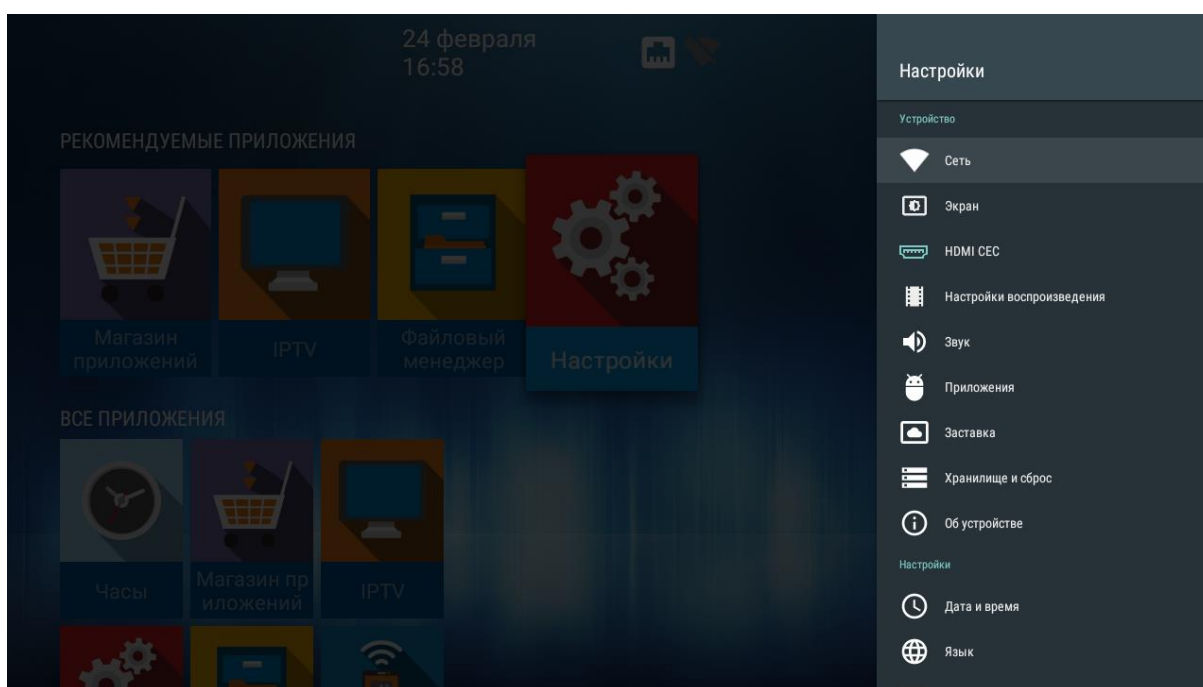 24 февраля
16:58
РЕКОМЕНДУЕМЫЕ ПРИЛОЖЕНИЯ
Магазин
приложений
IPTV
Файловый
менеджер
Настройки
ВСЕ ПРИЛОЖЕНИЯ
Часы
Магазин пр
иложений
IPTV
Настройки
Устройство
Сеть
Экран
HDMI CEC
Настройки воспроизведения
Звук
Приложения
Заставка
Хранилище и сброс
Об устройстве
Настройки
Дата и время
Язык